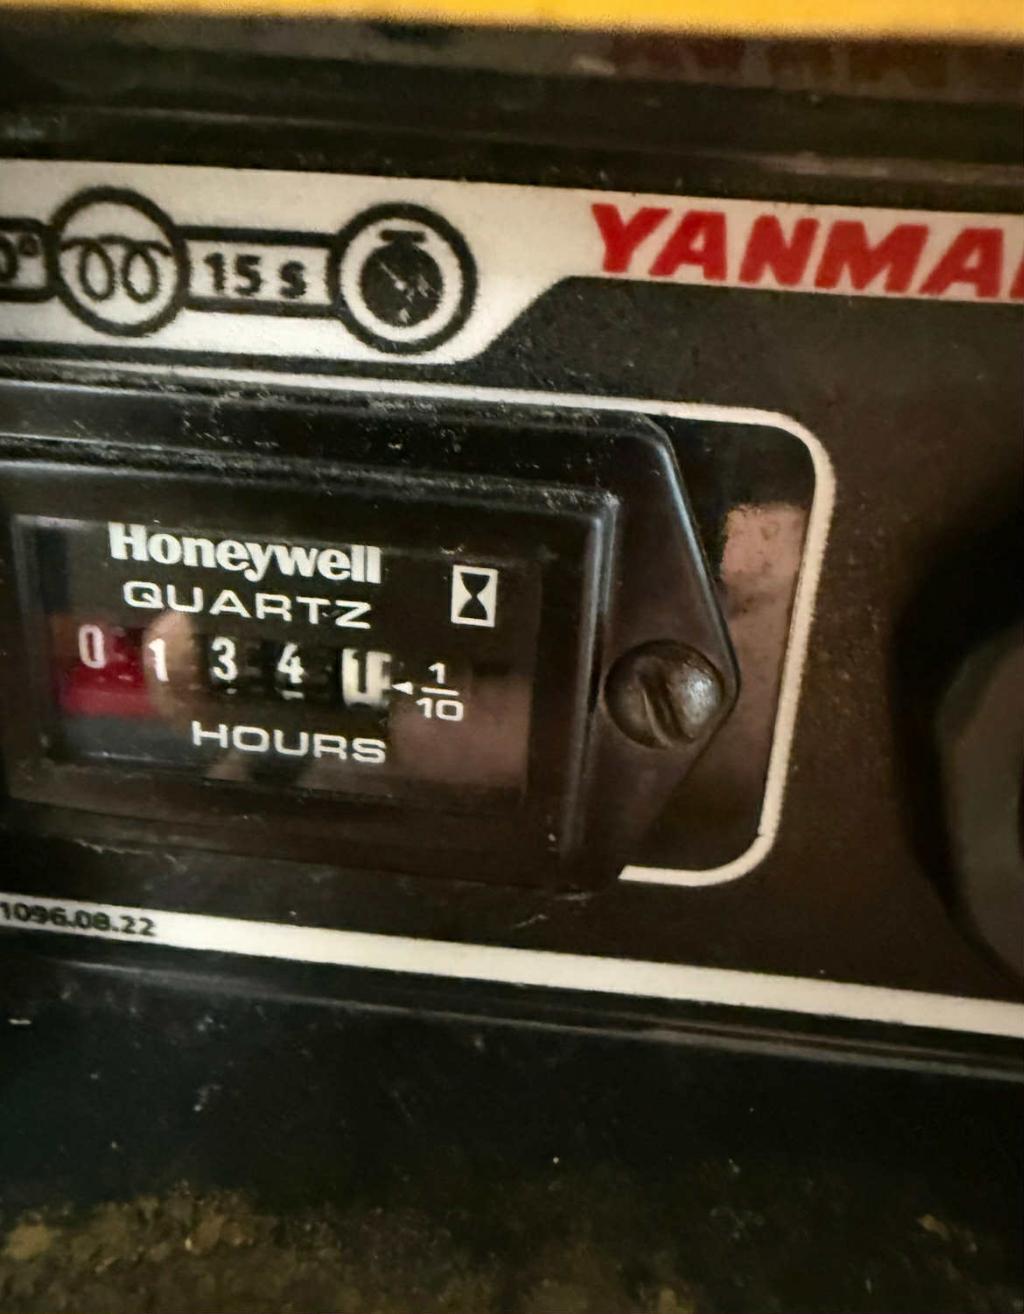 15 s
YANMA
Honeywell
QUARTZ
0 1 3 4 1
1/10
HOURS
1096.08.22